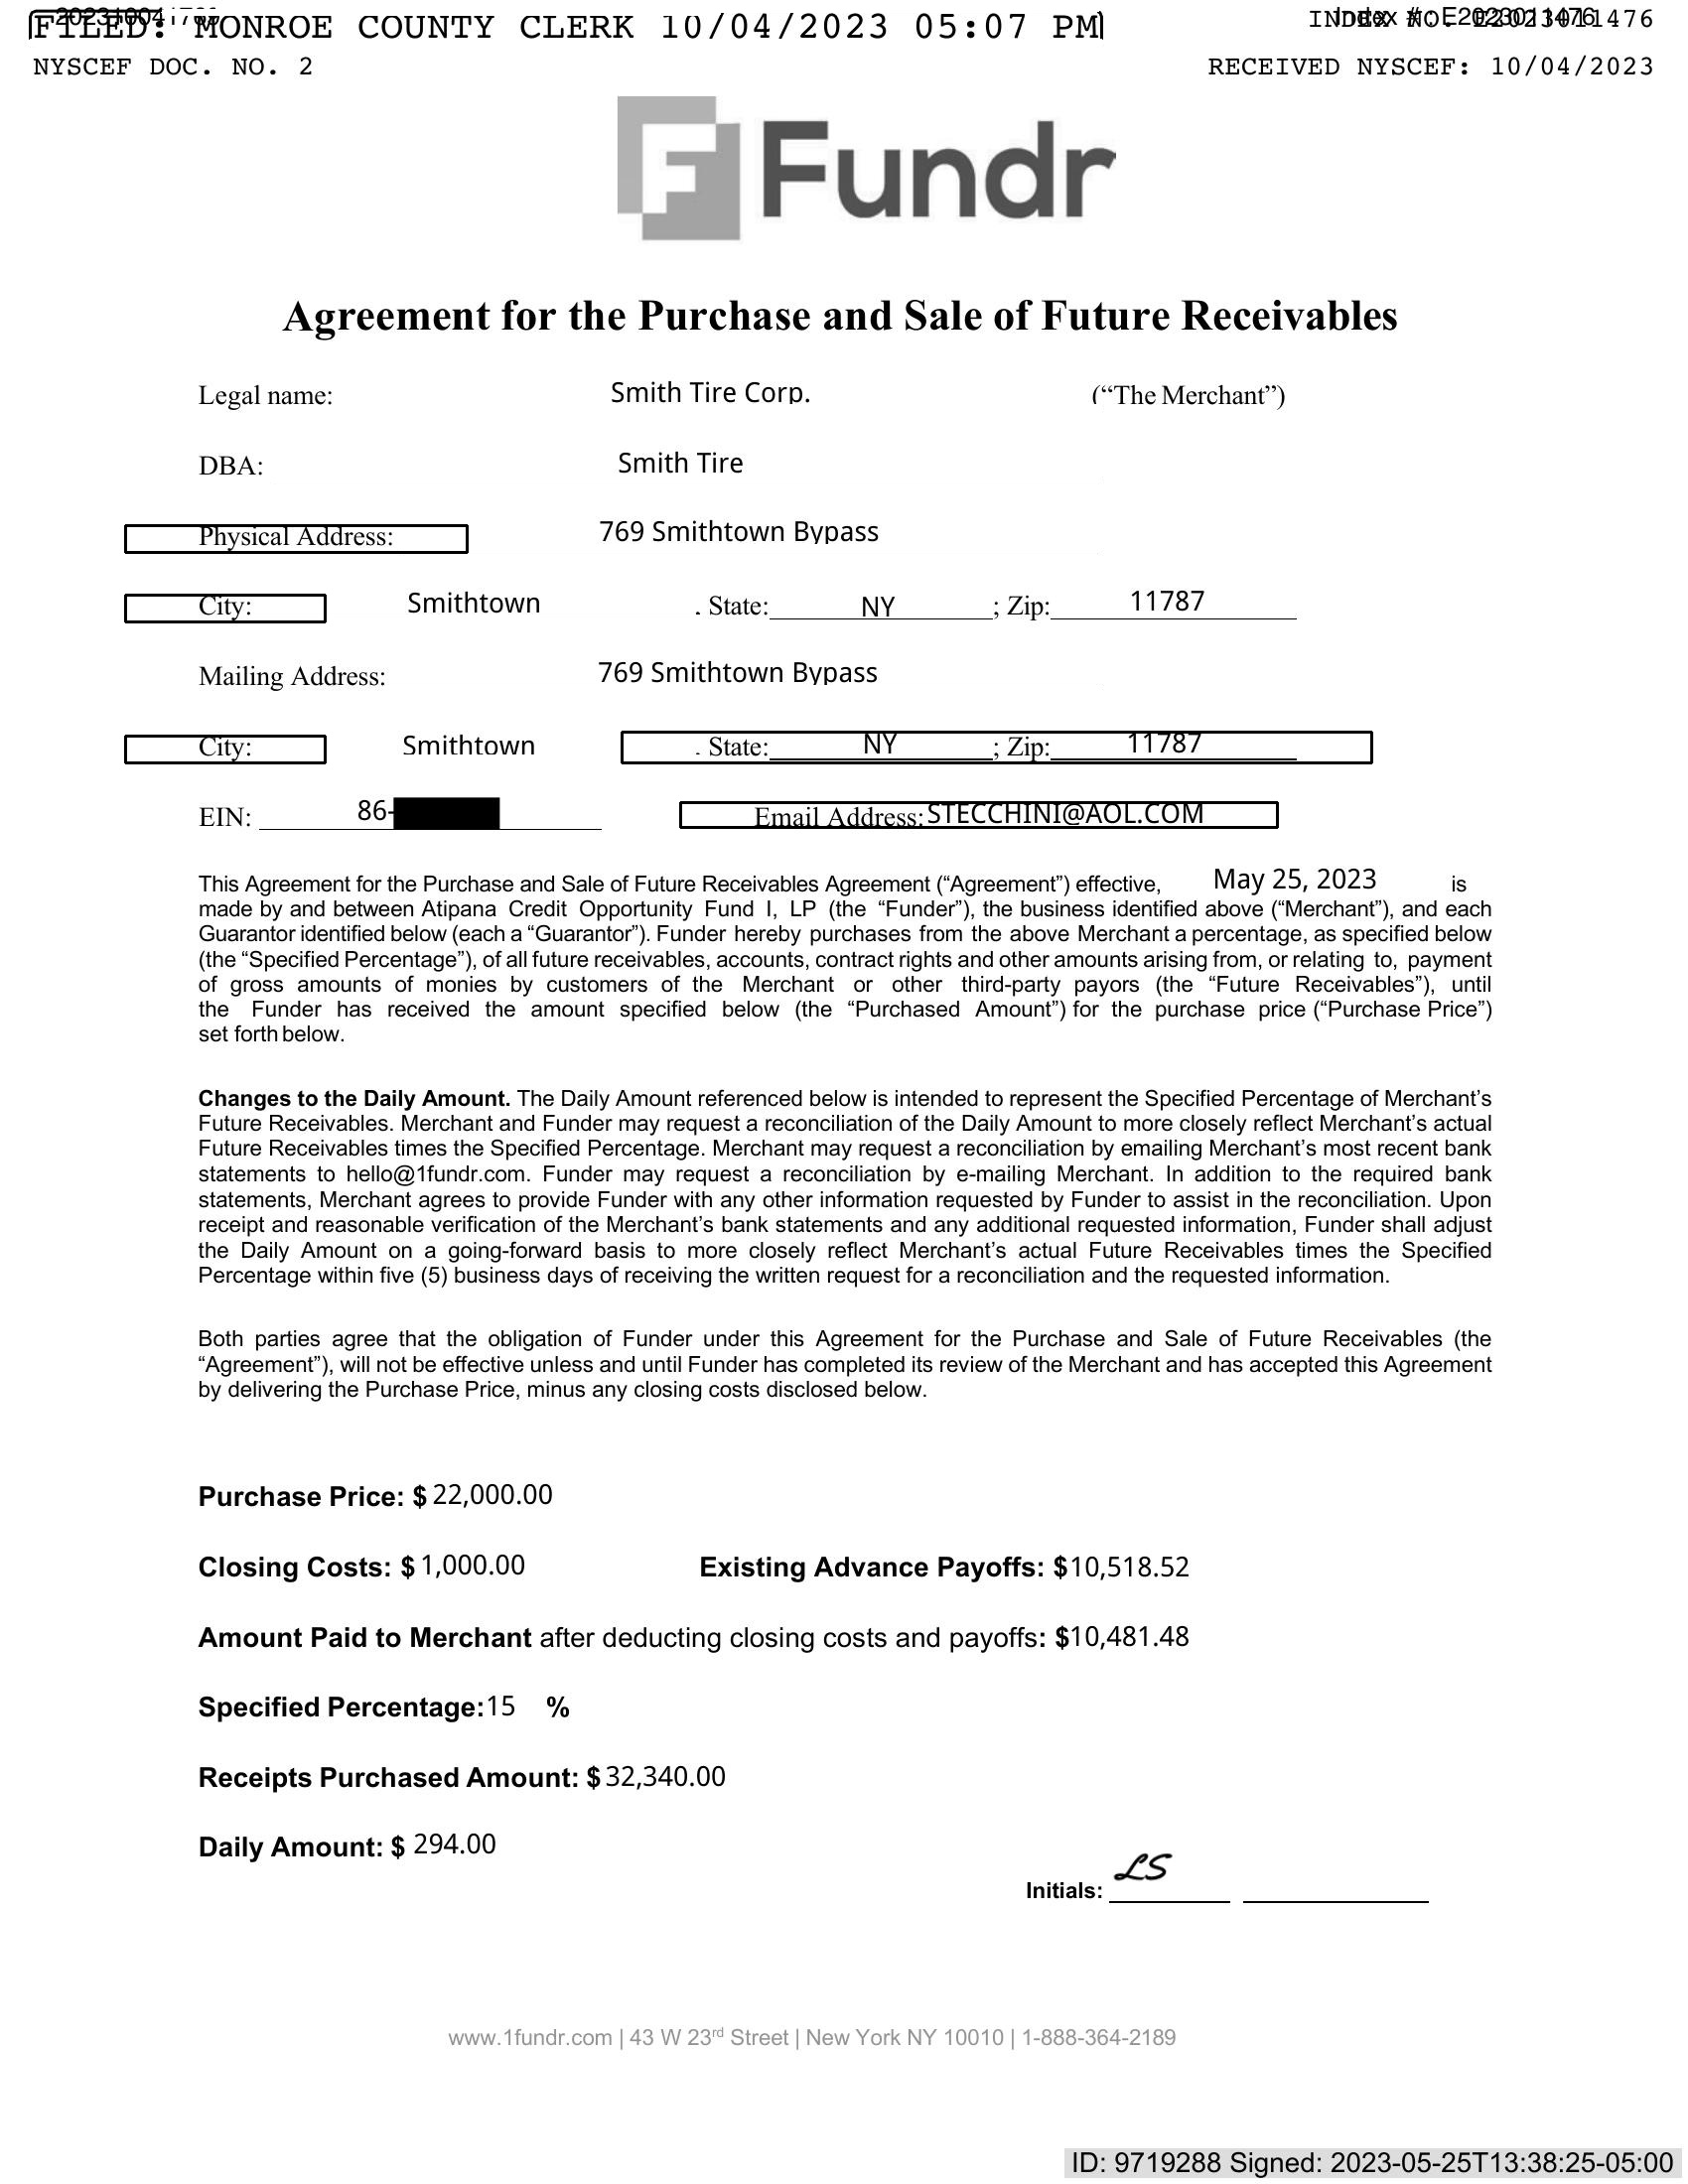 FILED: MONROE COUNTY CLERK 10/04/2023 05:07 PM
INDEX NO. E2023011476
NYSCEF DOC. NO. 2
RECEIVED NYSCEF: 10/04/2023
F Fundr
Agreement for the Purchase and Sale of Future Receivables
Legal name: Smith Tire Corp. (“The Merchant”)
DBA: Smith Tire
Physical Address: 769 Smithtown Bypass
City: Smithtown . State: NY ; Zip: 11787
Mailing Address: 769 Smithtown Bypass
City: Smithtown . State: NY ; Zip: 11787
EIN: 86- Email Address: STECCHINI@AOL.COM
This Agreement for the Purchase and Sale of Future Receivables Agreement (“Agreement”) effective, May 25, 2023 is
made by and between Atipana Credit Opportunity Fund I, LP (the “Funder”), the business identified above (“Merchant”), and each
Guarantor identified below (each a “Guarantor”). Funder hereby purchases from the above Merchant a percentage, as specified below
(the “Specified Percentage”), of all future receivables, accounts, contract rights and other amounts arising from, or relating to, payment
of gross amounts of monies by customers of the Merchant or other third-party payors (the “Future Receivables”), until
the Funder has received the amount specified below (the “Purchased Amount”) for the purchase price (“Purchase Price”)
set forth below.
Changes to the Daily Amount. The Daily Amount referenced below is intended to represent the Specified Percentage of Merchant’s
Future Receivables. Merchant and Funder may request a reconciliation of the Daily Amount to more closely reflect Merchant’s actual
Future Receivables times the Specified Percentage. Merchant may request a reconciliation by emailing Merchant’s most recent bank
statements to hello@1fundr.com. Funder may request a reconciliation by e-mailing Merchant. In addition to the required bank
statements, Merchant agrees to provide Funder with any other information requested by Funder to assist in the reconciliation. Upon
receipt and reasonable verification of the Merchant’s bank statements and any additional requested information, Funder shall adjust
the Daily Amount on a going-forward basis to more closely reflect Merchant’s actual Future Receivables times the Specified
Percentage within five (5) business days of receiving the written request for a reconciliation and the requested information.
Both parties agree that the obligation of Funder under this Agreement for the Purchase and Sale of Future Receivables (the
“Agreement”), will not be effective unless and until Funder has completed its review of the Merchant and has accepted this Agreement
by delivering the Purchase Price, minus any closing costs disclosed below.
Purchase Price: $ 22,000.00
Closing Costs: $ 1,000.00 Existing Advance Payoffs: $10,518.52
Amount Paid to Merchant after deducting closing costs and payoffs: $10,481.48
Specified Percentage: 15 %
Receipts Purchased Amount: $ 32,340.00
Daily Amount: $ 294.00
Initials: LS
www.1fundr.com | 43 W 23rd Street | New York NY 10010 | 1-888-364-2189
ID: 9719288 Signed: 2023-05-25T13:38:25-05:00